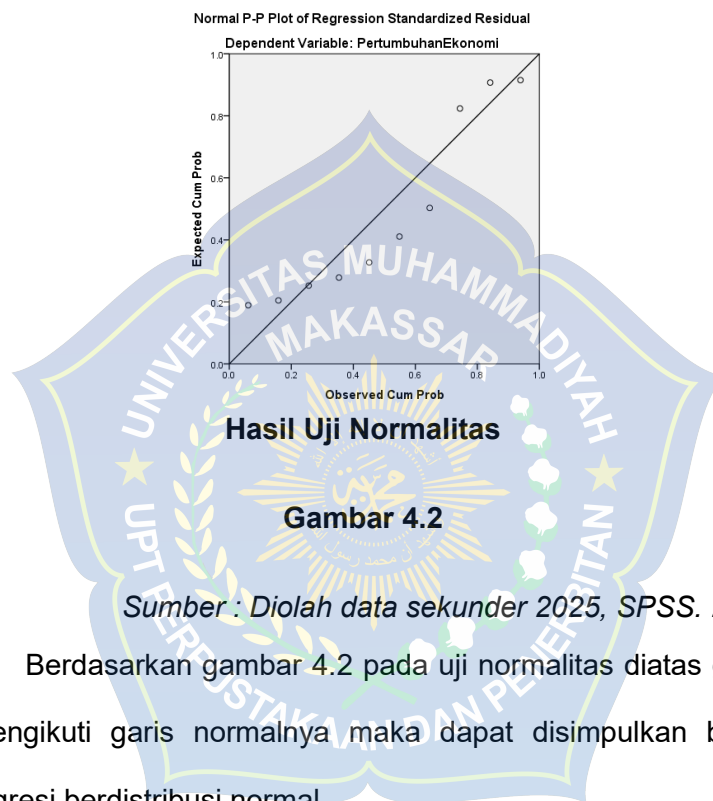 Normal P-P Plot of Regression Standardized Residual
Dependent Variable: PertumbuhanEkonomi
Expected Cum Prob
1.0
0.8
0.6
0.4
0.2
0.0
0.0 0.2 0.4 0.6 0.8 1.0
Observed Cum Prob
UNIVERSITAS MUHAMMADIYAH
MAKASSAR
UPT PERPUSTAKAAN DAN PENERBITAN
Hasil Uji Normalitas
Gambar 4.2
Sumber : Diolah data sekunder 2025, SPSS.
Berdasarkan gambar 4.2 pada uji normalitas diatas
engikuti garis normalnya maka dapat disimpulkan b
gresi berdistribusi normal